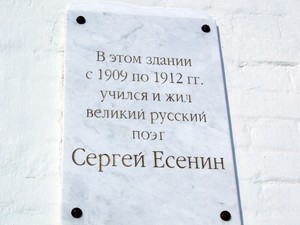 В этом здании
с 1909 по 1912 гг.
учился и жил
великий русский
поэт
Сергей Есенин